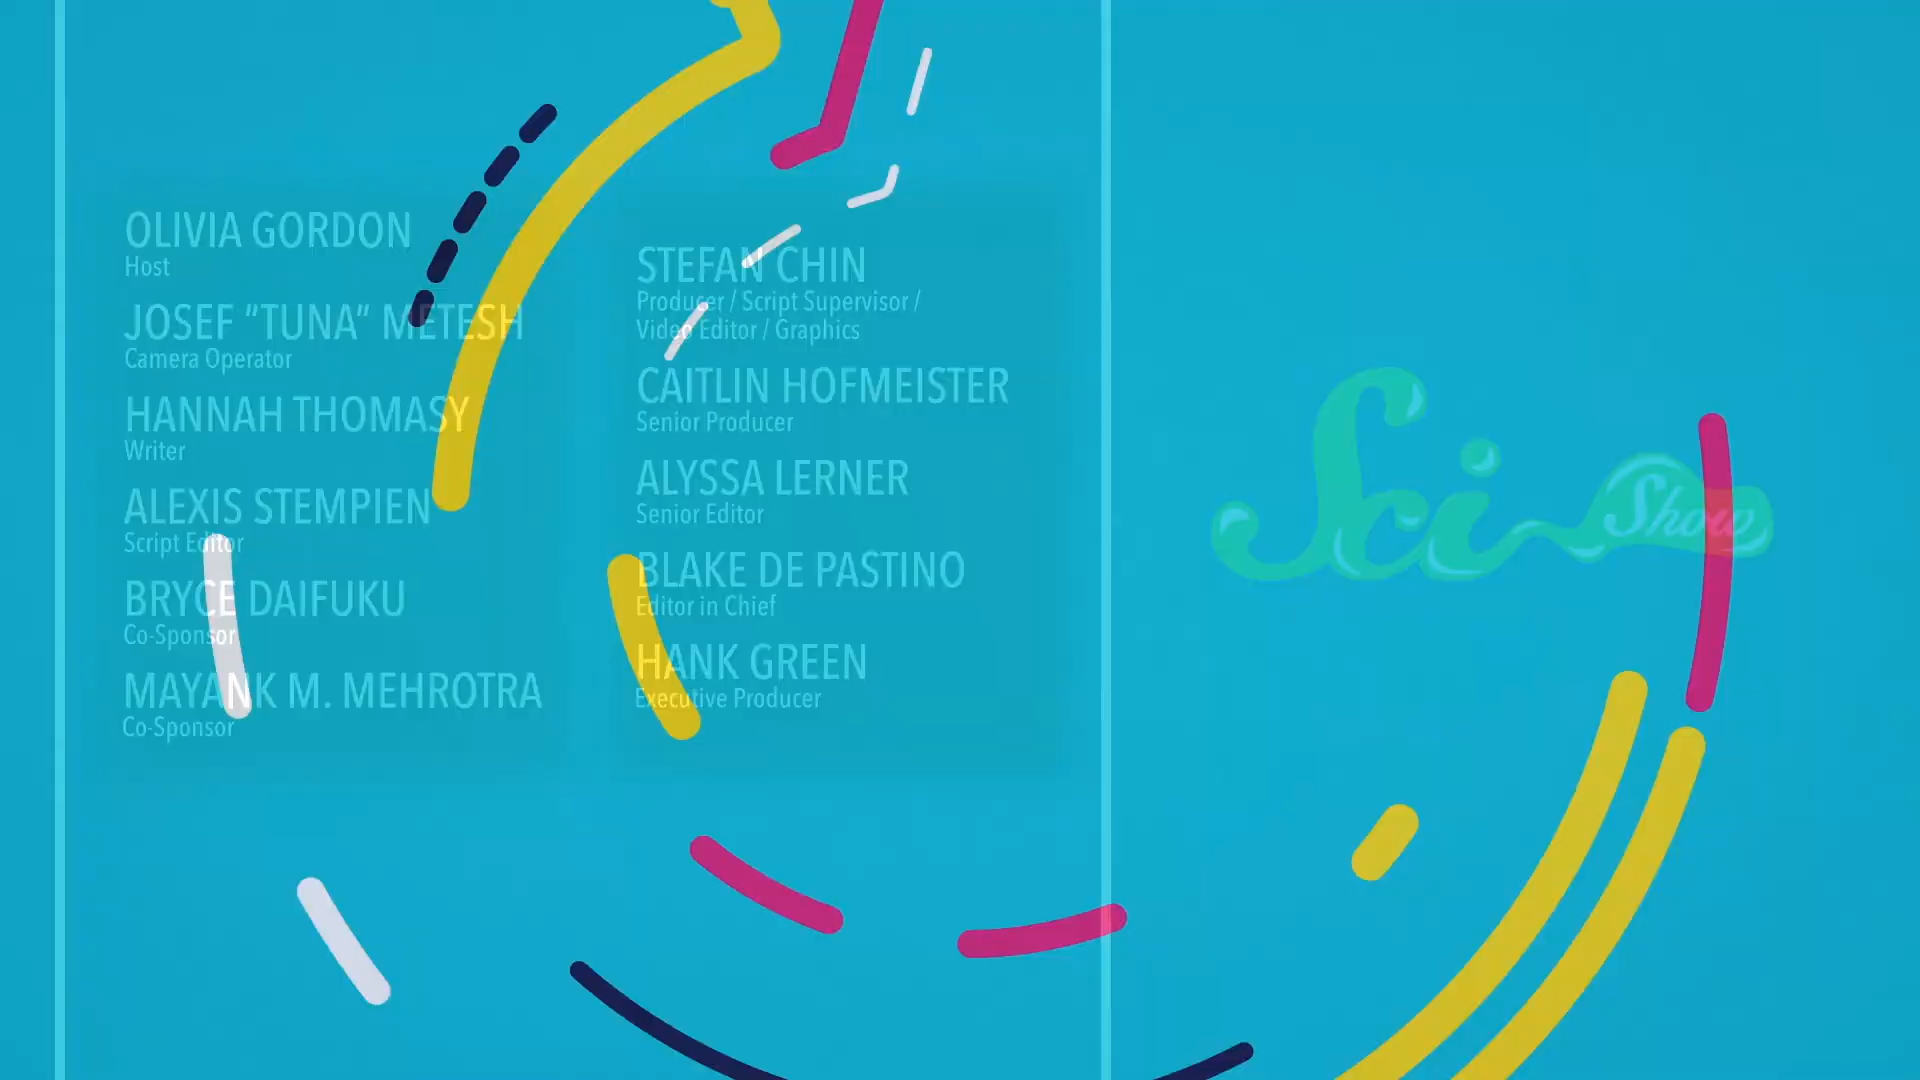 OLIVIA GORDON
Host
JOSEF "TUNA" METESH
Camera Operator
HANNAH THOMASY
Writer
ALEXIS STEMPIEN
Script Editor
BRYCE DAIFUKU
Co-Sponsor
MAYANK M. MEHROTRA
Co-Sponsor
STEFAN CHIN
Producer / Script Supervisor /
Video Editor / Graphics
CAITLIN HOFMEISTER
Senior Producer
ALYSSA LERNER
Senior Editor
BLAKE DE PASTINO
Editor in Chief
HANK GREEN
Executive Producer
Sci Show